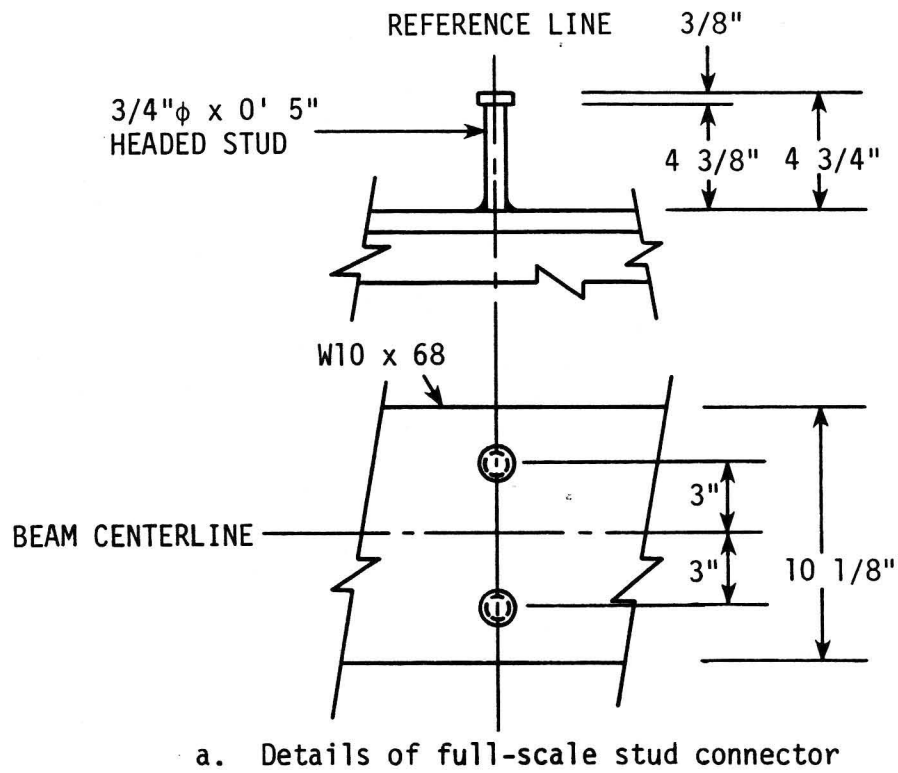 REFERENCE LINE
3/8"
3/4"ϕ x 0' 5"
HEADED STUD
4 3/8"
4 3/4"
W10 x 68
3"
BEAM CENTERLINE
3"
10 1/8"
a. Details of full-scale stud connector